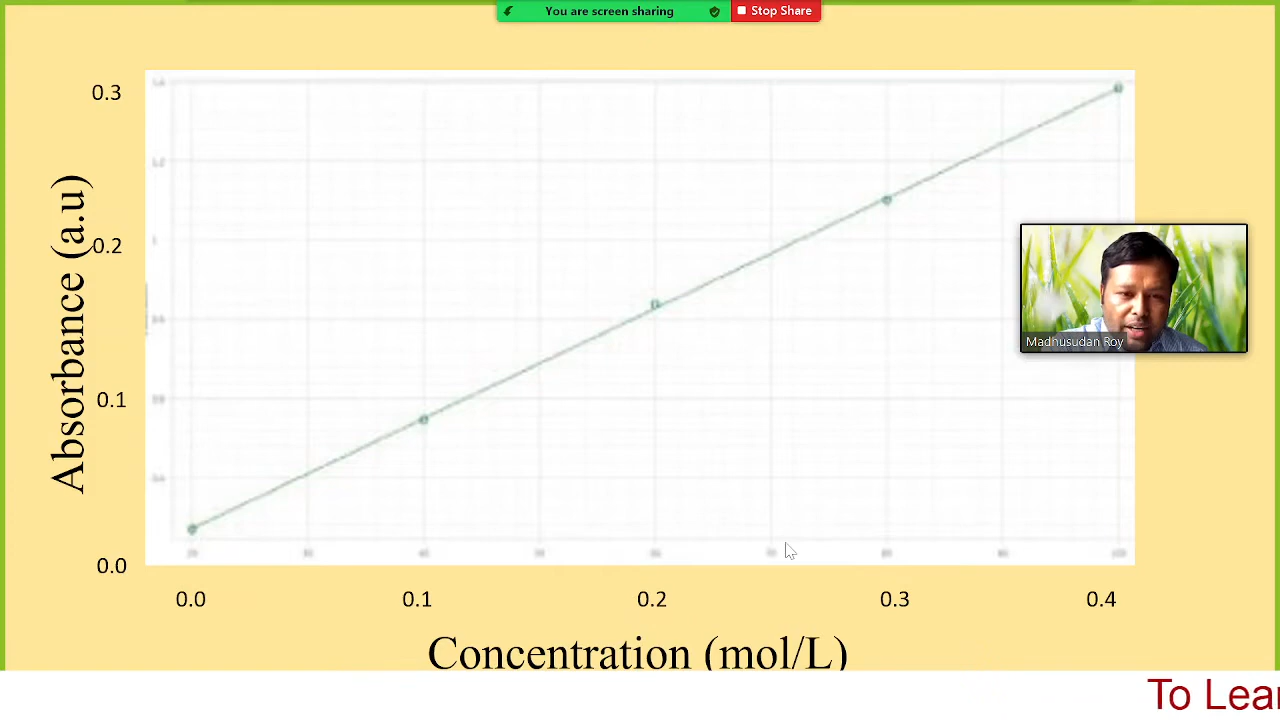 You are screen sharing
Stop Share
0.3
0.2
0.1
0.0
Absorbance (a.u)
Madhusudan Roy
0.0 0.1 0.2 0.3 0.4
Concentration (mol/L)
To Lear